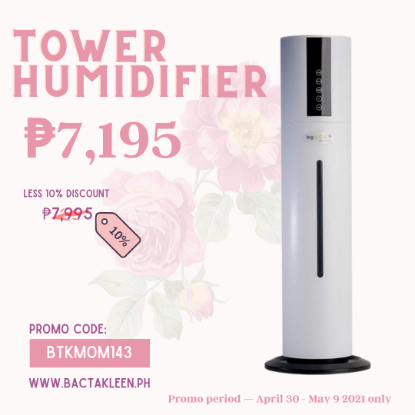 TOWER
HUMIDIFIER
₱7,195
LESS 10% DISCOUNT
₱7,995
10%
PROMO CODE:
BTKMOM143
WWW.BACTAKLEEN.PH
Promo period — April 30 - May 9 2021 only